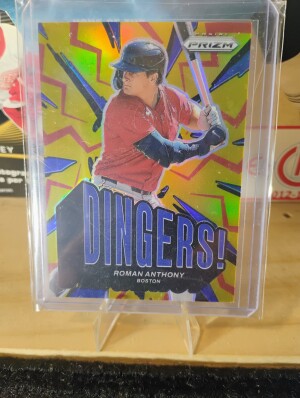 PRIZM
DINGERS!
ROMAN ANTHONY
BOSTON